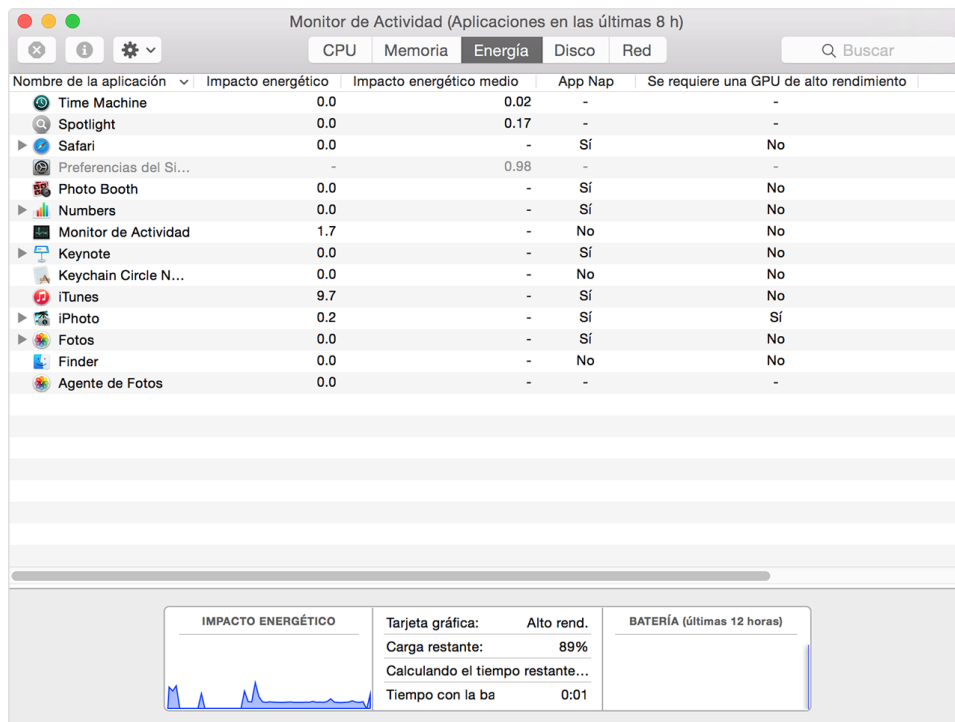 Monitor de Actividad (Aplicaciones en las últimas 8 h)
CPU Memoria Energía Disco Red Buscar
Nombre de la aplicación Impacto energético Impacto energético medio App Nap Se requiere una GPU de alto rendimiento
Time Machine 0.0 0.02 - -
Spotlight 0.0 0.17 - -
Safari 0.0 - Sí No
Preferencias del Si... - 0.98 - -
Photo Booth 0.0 - Sí No
Numbers 0.0 - Sí No
Monitor de Actividad 1.7 - No No
Keynote 0.0 - Sí No
Keychain Circle N... 0.0 - No No
iTunes 9.7 - Sí No
iPhoto 0.2 - Sí Sí
Fotos 0.0 - Sí No
Finder 0.0 - No No
Agente de Fotos 0.0 - - -
IMPACTO ENERGÉTICO
Tarjeta gráfica: Alto rend.
Carga restante: 89%
Calculando el tiempo restante...
Tiempo con la ba 0:01
BATERÍA (últimas 12 horas)